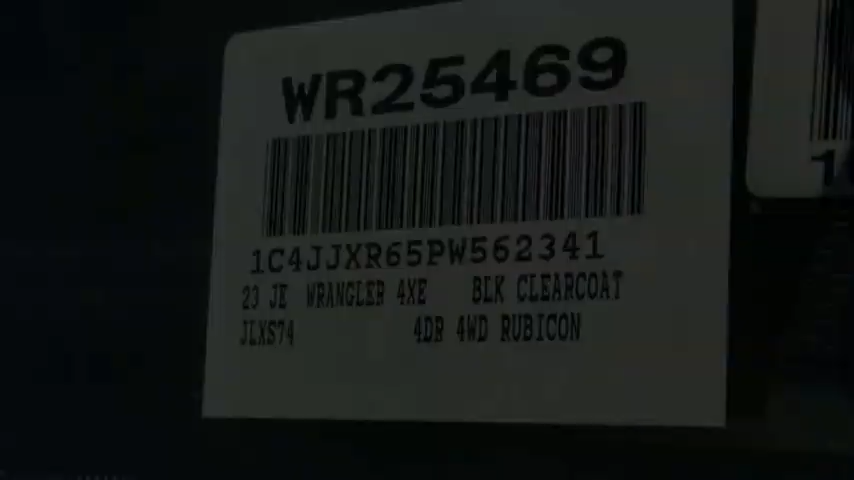 WR25469
1C4JJXR65PW562341
23 JE WRANGLER 4XE BLK CLEARCOAT
JLXS74 4DR 4WD RUBICON